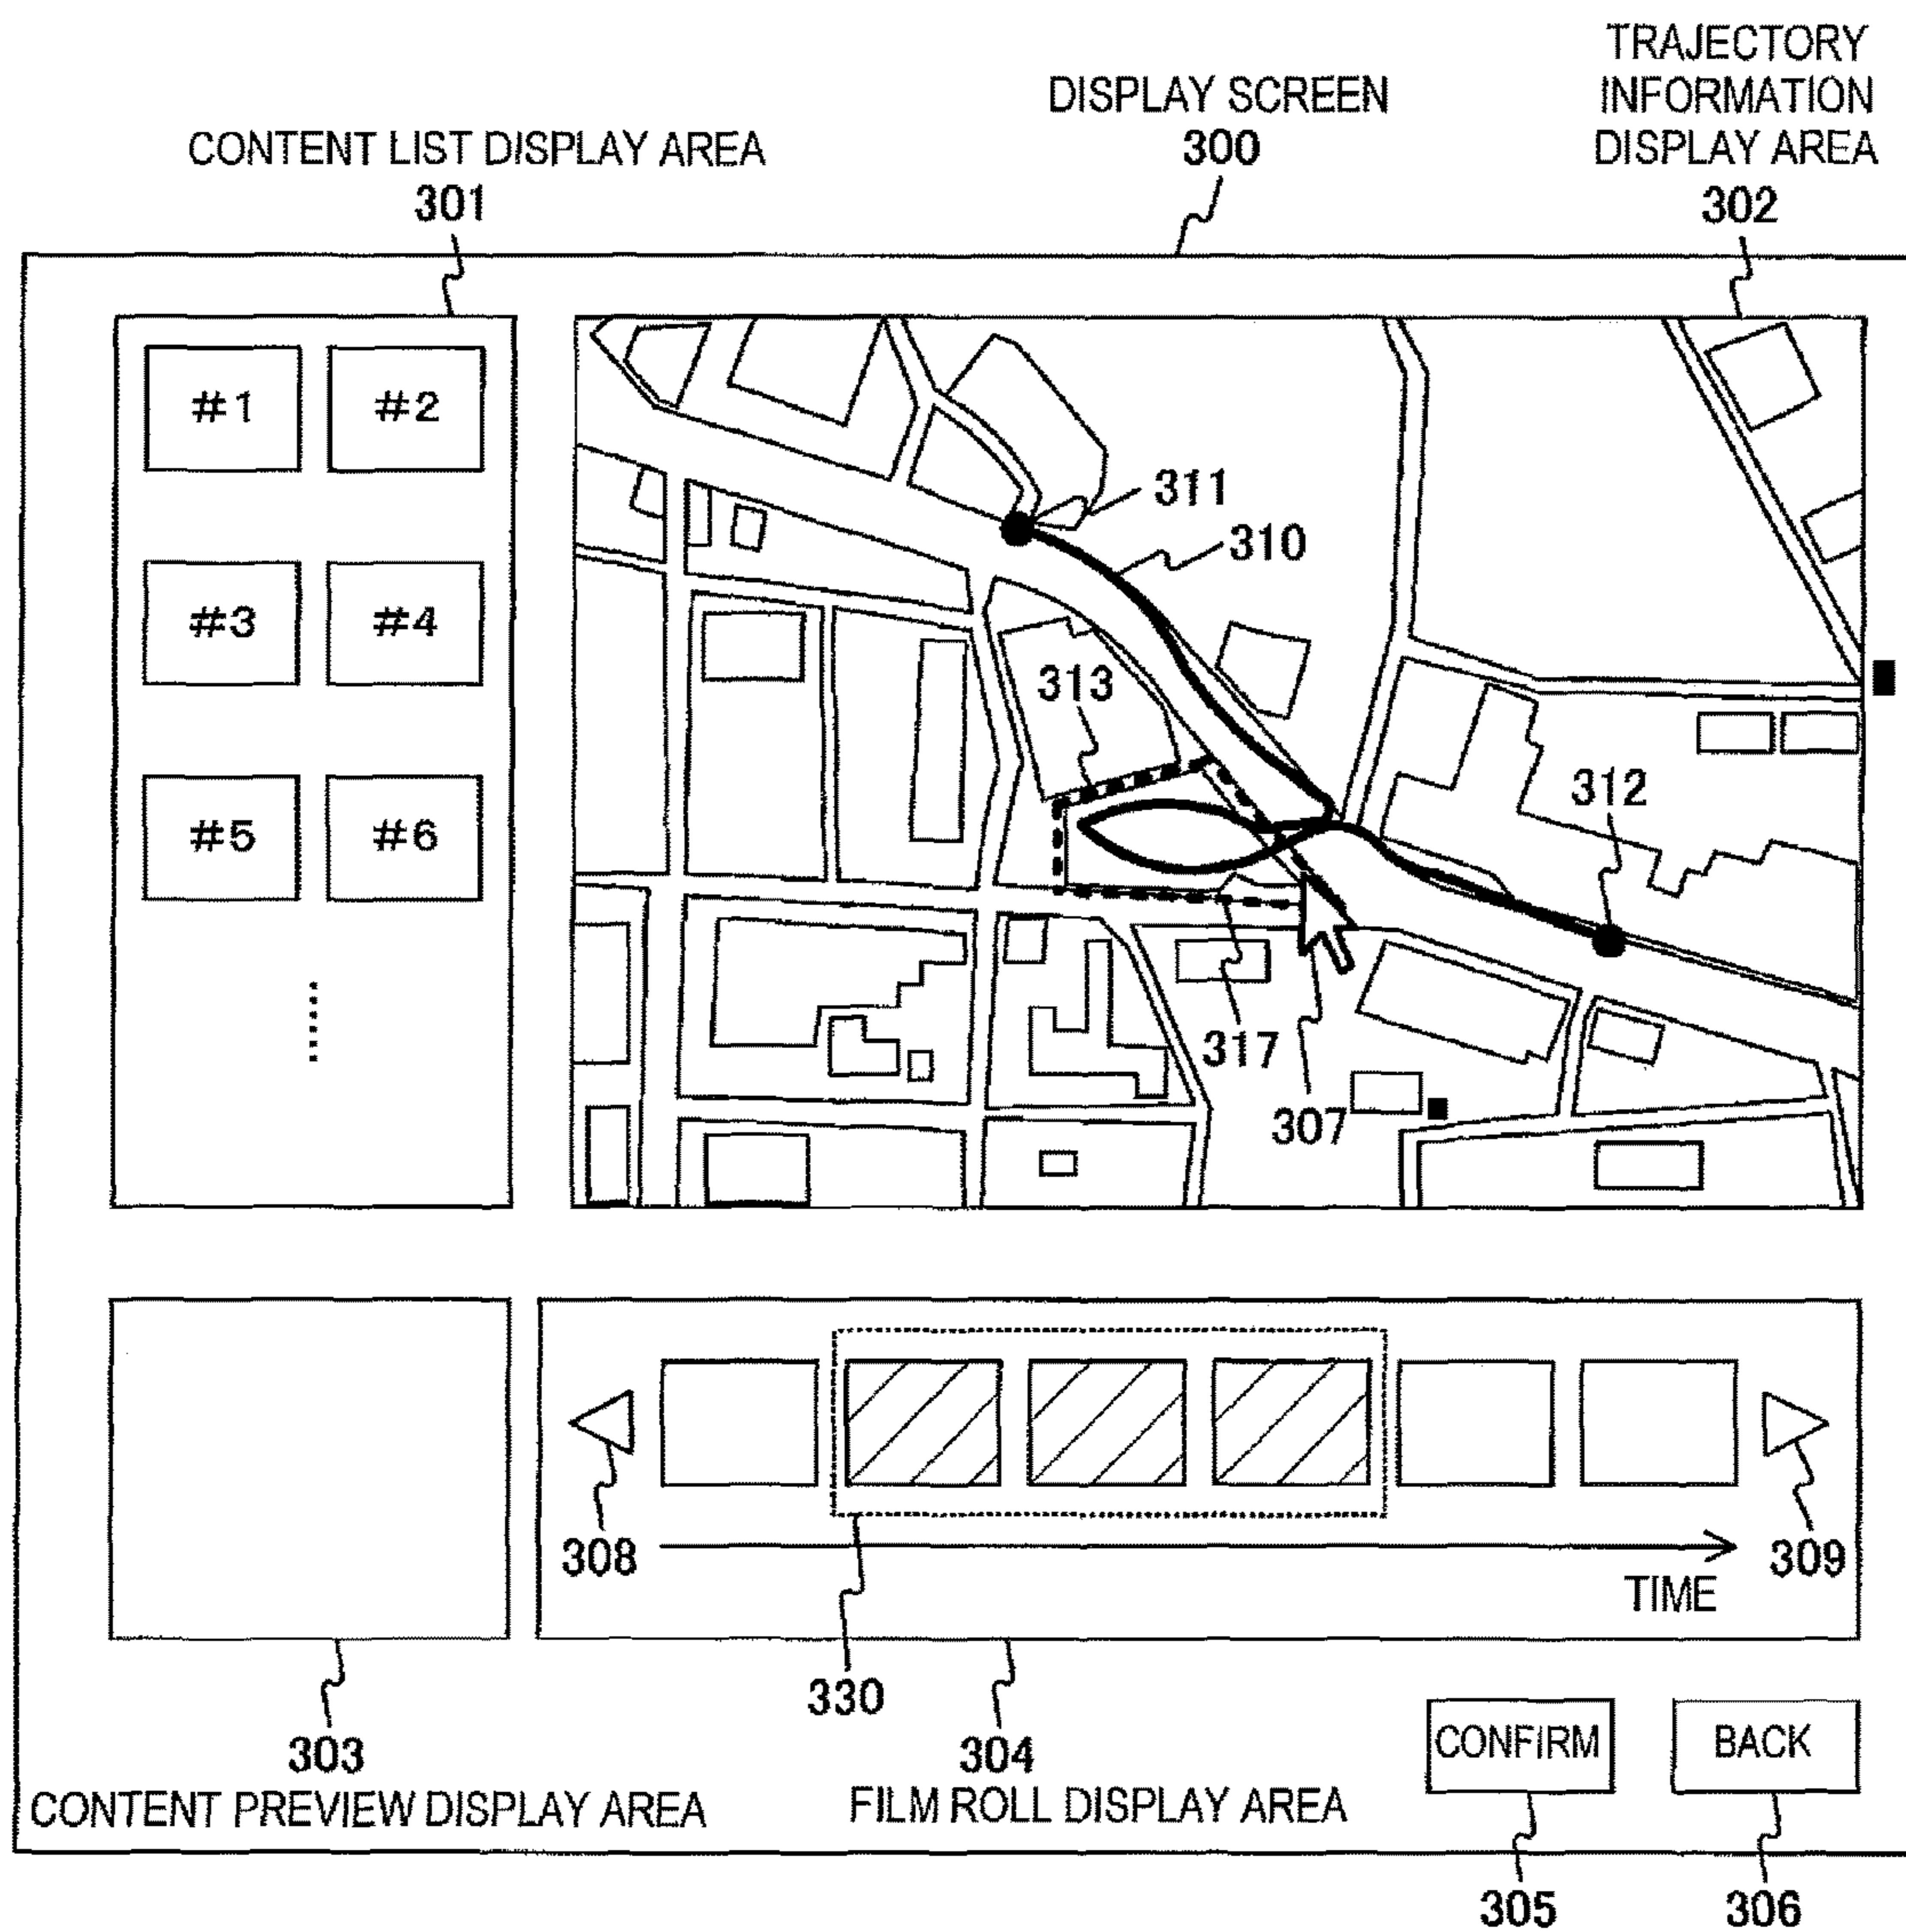 TRAJECTORY
INFORMATION
DISPLAY AREA
302
DISPLAY SCREEN
300
CONTENT LIST DISPLAY AREA
301
#1 #2
#3 #4
#5 #6
311
310
313
312
317
307
308
309
TIME
330
303
CONTENT PREVIEW DISPLAY AREA
304
FILM ROLL DISPLAY AREA
CONFIRM
BACK
305
306